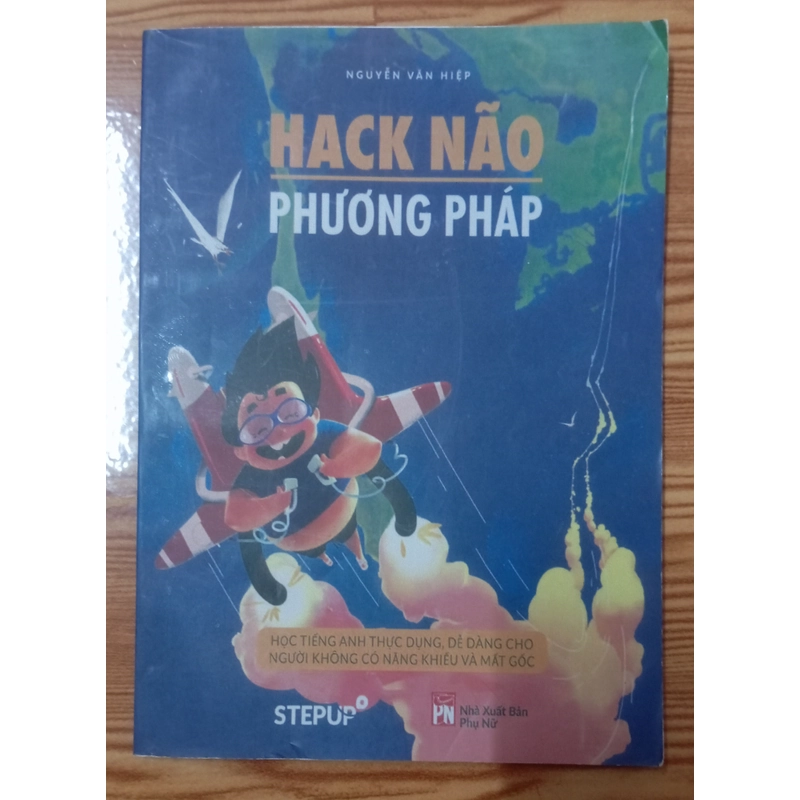 NGUYỄN VĂN HIỆP
HACK NÃO
PHƯƠNG PHÁP
HỌC TIẾNG ANH THỰC DỤNG, DỄ DÀNG CHO
NGƯỜI KHÔNG CÓ NĂNG KHIẾU VÀ MẤT GỐC
STEPUP
PN
Nhà Xuất Bản
Phụ Nữ